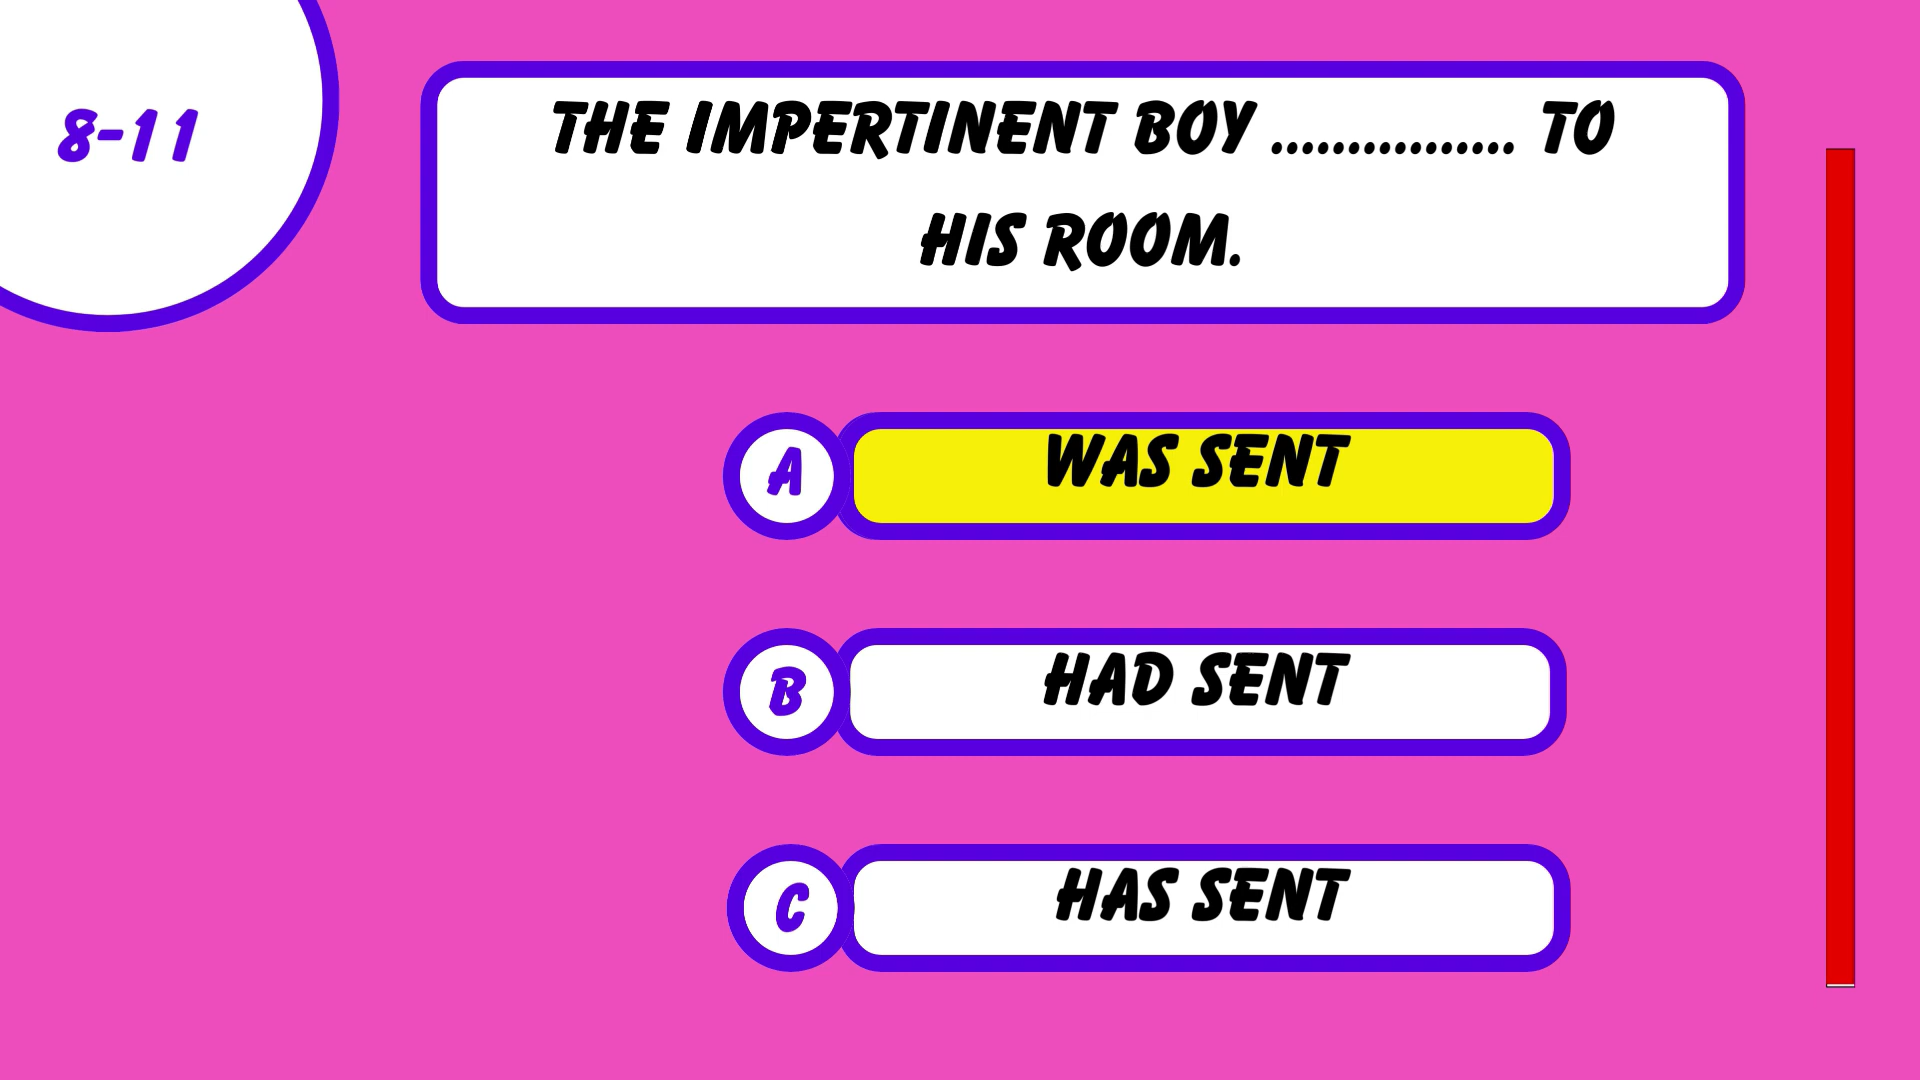 8-11
THE IMPERTINENT BOY ................ TO
HIS ROOM.
A WAS SENT
B HAD SENT
C HAS SENT